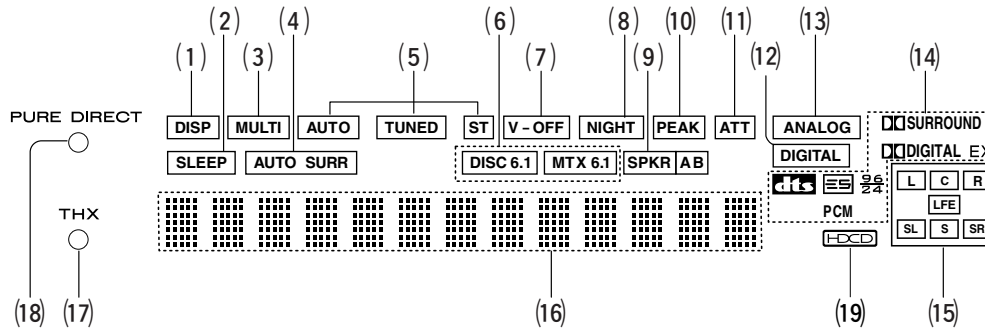 (1) (2) (3) (4) (5) (6) (7) (8) (9) (10) (11) (12) (13) (14)
PURE DIRECT
DISP MULTI AUTO TUNED ST V-OFF NIGHT PEAK ATT ANALOG SURROUND
SLEEP AUTO SURR DISC 6.1 MTX 6.1 SPKR A B DIGITAL DIGITAL EX
dts ES 96/24 L C R
THX PCM LFE
HDCD SL S SR
(18) (17) (16) (19) (15)